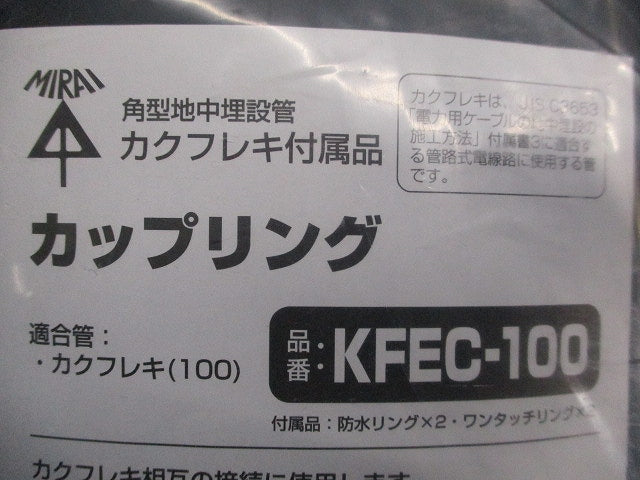 MIRAI
角型地中埋設管
カクフレキ付属品
カクフレキは、JIS C3653
「電力用ケーブルの地中埋設の
施工方法」付属書3に適合す
る管路式電線路に使用する管
です。
カップリング
適合管：
・カクフレキ(100)
品番：KFEC-100
付属品：防水リング×2・ワンタッチリング×2
カクフレキ相互の接続に使用します